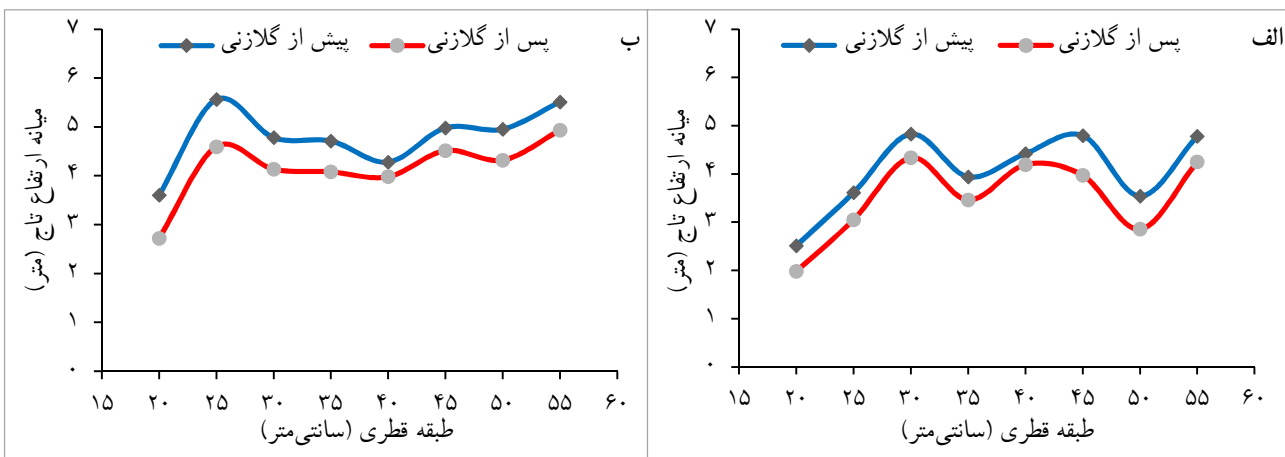 الف
پیش از گلازنی
پس از گلازنی
میانه ارتفاع تاج (متر)
۷
۶
۵
۴
۳
۲
۱
۰
۱۵ ۲۰ ۲۵ ۳۰ ۳۵ ۴۰ ۴۵ ۵۰ ۵۵ ۶۰
طبقه قطری (سانتی‌متر)
ب
پیش از گلازنی
پس از گلازنی
میانه ارتفاع تاج (متر)
۷
۶
۵
۴
۳
۲
۱
۰
۱۵ ۲۰ ۲۵ ۳۰ ۳۵ ۴۰ ۴۵ ۵۰ ۵۵ ۶۰
طبقه قطری (سانتی‌متر)